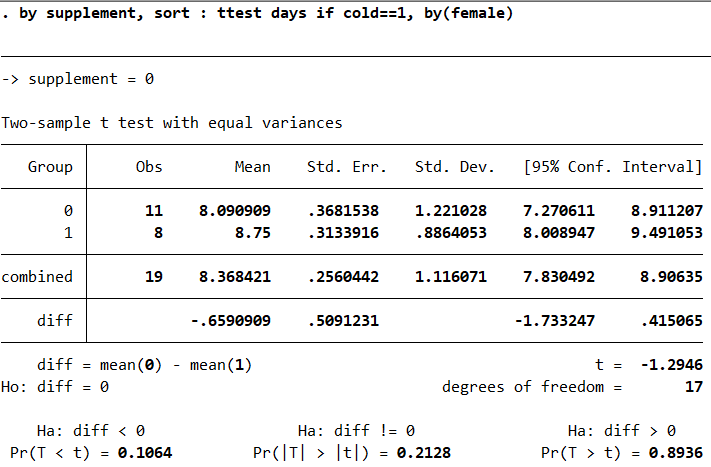 . by supplement, sort : ttest days if cold==1, by(female)
-> supplement = 0
Two-sample t test with equal variances
Group Obs Mean Std. Err. Std. Dev. [95% Conf. Interval]
0 11 8.090909 .3681538 1.221028 7.270611 8.911207
1 8 8.75 .3133916 .8864053 8.008947 9.491053
combined 19 8.368421 .2560442 1.116071 7.830492 8.90635
diff -.6590909 .5091231 -1.733247 .415065
diff = mean(0) - mean(1) t = -1.2946
Ho: diff = 0 degrees of freedom = 17
Ha: diff < 0 Ha: diff != 0 Ha: diff > 0
Pr(T < t) = 0.1064 Pr(|T| > |t|) = 0.2128 Pr(T > t) = 0.8936